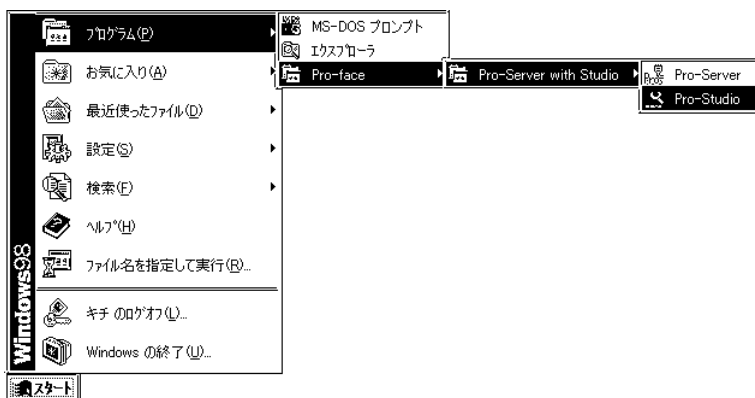 プログラム(P)
お気に入り(A)
最近使ったファイル(D)
設定(S)
検索(F)
ヘルプ(H)
ファイル名を指定して実行(R)...
キチ のログオフ(L)...
Windows の終了(U)...
Windows98
スタート
MS-DOS プロンプト
エクスプローラ
Pro-face
Pro-Server with Studio
Pro-Server
Pro-Studio